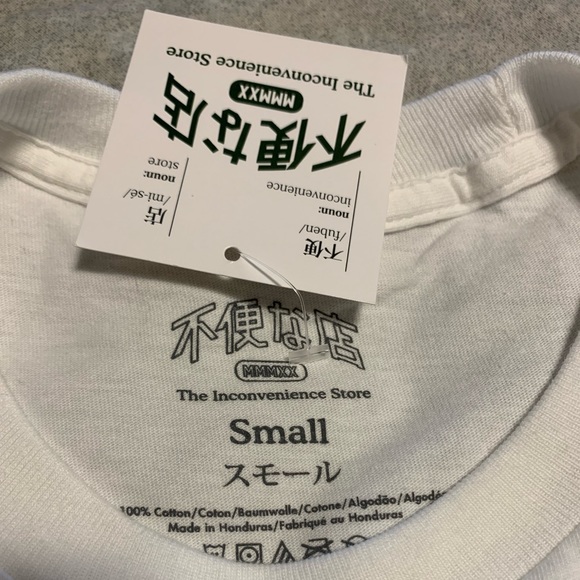 不便
/fuben/
noun:
inconvenience
店
/mi-sé/
noun:
store
不便な店
MMMXX
The Inconvenience Store
不便な店
MMMXX
The Inconvenience Store
Small
スモール
100% Cotton/Coton/Baumwolle/Cotone/Algodão/Algod
Made in Honduras/Fabriqué au Honduras